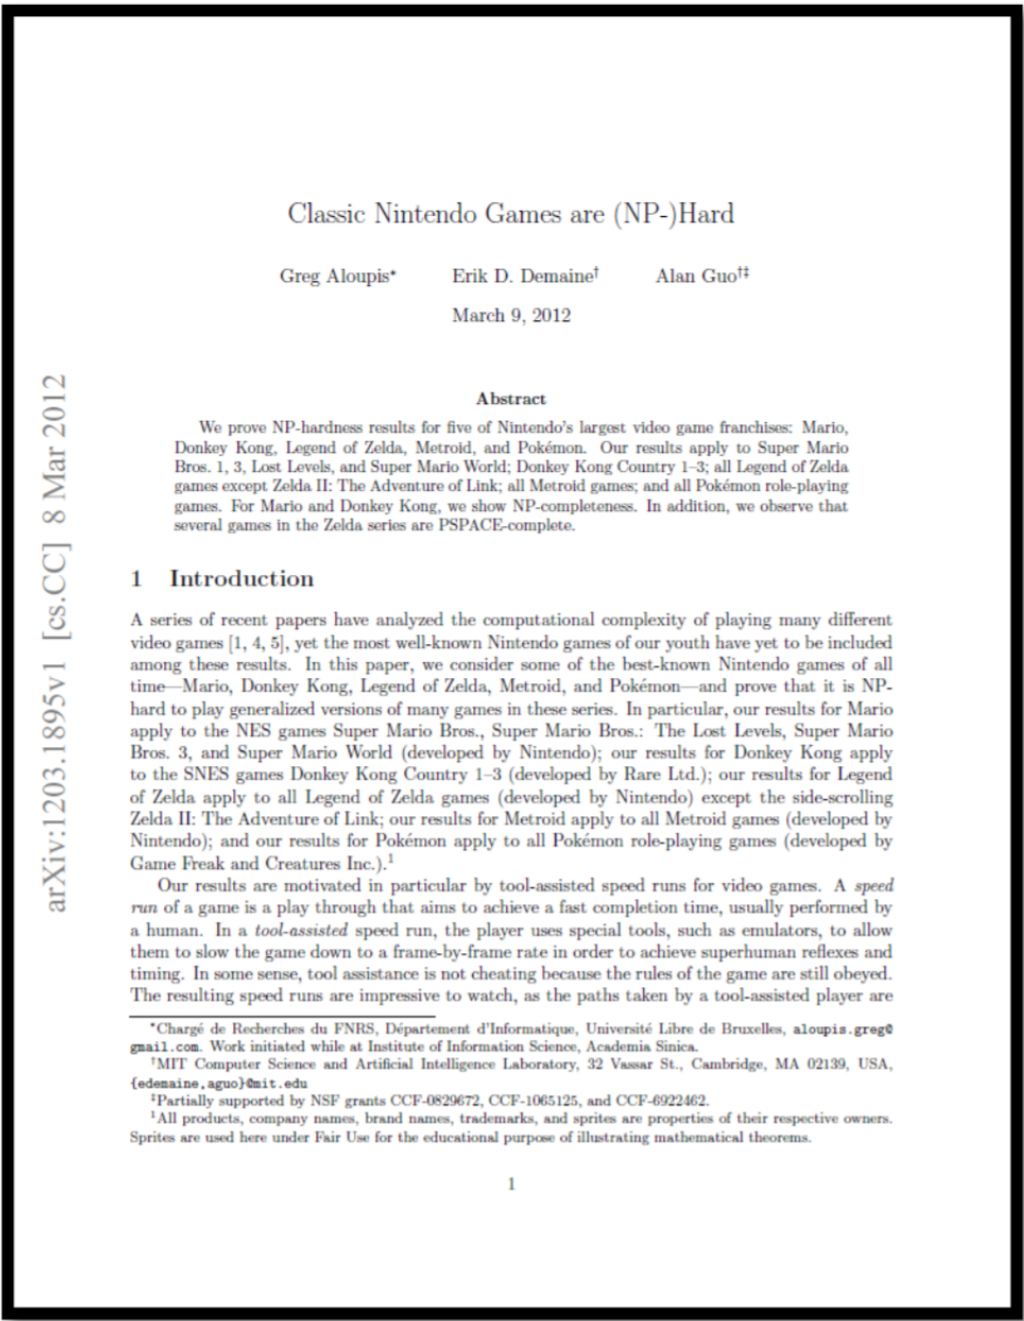 Classic Nintendo Games are (NP-)Hard
Greg Aloupis* Erik D. Demaine† Alan Guo†‡
March 9, 2012
arXiv:1203.1895v1 [cs.CC] 8 Mar 2012
Abstract
We prove NP-hardness results for five of Nintendo's largest video game franchises: Mario,
Donkey Kong, Legend of Zelda, Metroid, and Pokémon. Our results apply to Super Mario
Bros. 1, 3, Lost Levels, and Super Mario World; Donkey Kong Country 1–3; all Legend of Zelda
games except Zelda II: The Adventure of Link; all Metroid games; and all Pokémon role-playing
games. For Mario and Donkey Kong, we show NP-completeness. In addition, we observe that
several games in the Zelda series are PSPACE-complete.
1 Introduction
A series of recent papers have analyzed the computational complexity of playing many different
video games [1, 4, 5], yet the most well-known Nintendo games of our youth have yet to be included
among these results. In this paper, we consider some of the best-known Nintendo games of all
time—Mario, Donkey Kong, Legend of Zelda, Metroid, and Pokémon—and prove that it is NP-
hard to play generalized versions of many games in these series. In particular, our results for Mario
apply to the NES games Super Mario Bros., Super Mario Bros.: The Lost Levels, Super Mario
Bros. 3, and Super Mario World (developed by Nintendo); our results for Donkey Kong apply
to the SNES games Donkey Kong Country 1–3 (developed by Rare Ltd.); our results for Legend
of Zelda apply to all Legend of Zelda games (developed by Nintendo) except the side-scrolling
Zelda II: The Adventure of Link; our results for Metroid apply to all Metroid games (developed by
Nintendo); and our results for Pokémon apply to all Pokémon role-playing games (developed by
Game Freak and Creatures Inc.).¹
Our results are motivated in particular by tool-assisted speed runs for video games. A speed
run of a game is a play through that aims to achieve a fast completion time, usually performed by
a human. In a tool-assisted speed run, the player uses special tools, such as emulators, to allow
them to slow the game down to a frame-by-frame rate in order to achieve superhuman reflexes and
timing. In some sense, tool assistance is not cheating because the rules of the game are still obeyed.
The resulting speed runs are impressive to watch, as the paths taken by a tool-assisted player are
*Chargé de Recherches du FNRS, Département d'Informatique, Université Libre de Bruxelles, aloupis.greg@
gmail.com. Work initiated while at Institute of Information Science, Academia Sinica.
†MIT Computer Science and Artificial Intelligence Laboratory, 32 Vassar St., Cambridge, MA 02139, USA,
{edemaine,aguo}@mit.edu
‡Partially supported by NSF grants CCF-0829672, CCF-1065125, and CCF-6922462.
¹All products, company names, brand names, trademarks, and sprites are properties of their respective owners.
Sprites are used here under Fair Use for the educational purpose of illustrating mathematical theorems.
1